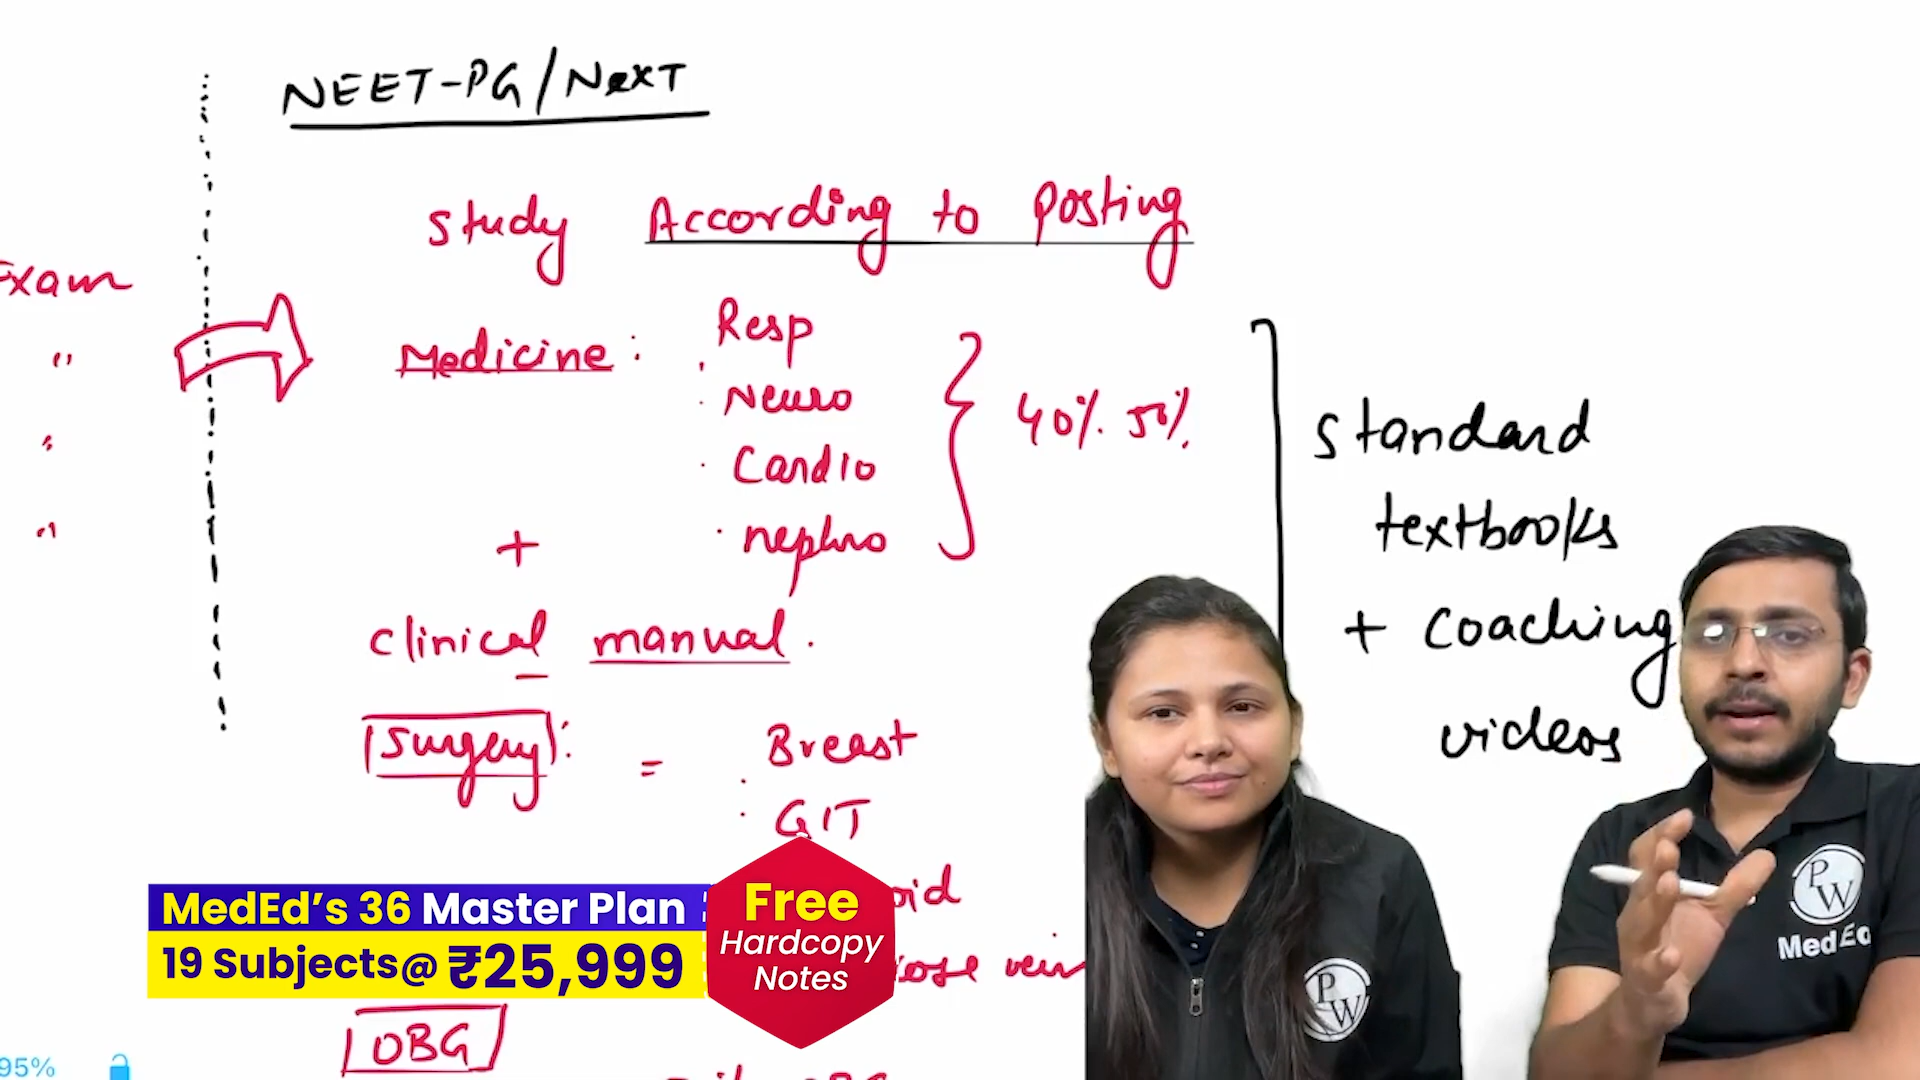 NEET-PG/NexT
Study According to Posting
Exam
"
Medicine :
Resp
Neuro
Cardio
nephro
40% 50%
+
clinical manual.
Standard
textbooks
+ coaching
videos
Surgery :
= Breast
GIT
MedEd's 36 Master Plan
19 Subjects@ ₹25,999
Free
Hardcopy
Notes
OBG
95%
PW
PW
MedEd